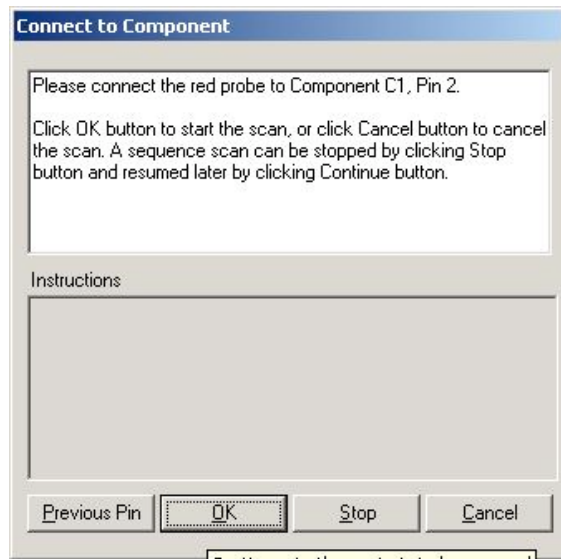 Connect to Component
Please connect the red probe to Component C1, Pin 2.
Click OK button to start the scan, or click Cancel button to cancel
the scan. A sequence scan can be stopped by clicking Stop
button and resumed later by clicking Continue button.
Instructions
Previous Pin OK Stop Cancel